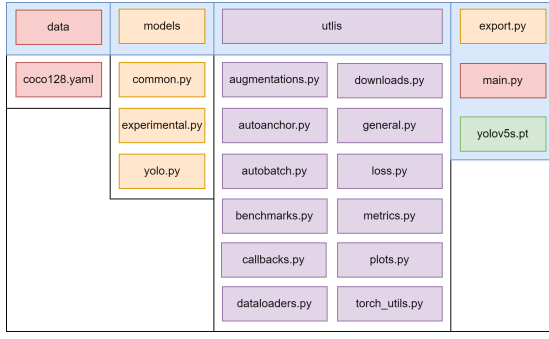 data
models
utlis
export.py
coco128.yaml
common.py
augmentations.py
downloads.py
main.py
experimental.py
autoanchor.py
general.py
yolov5s.pt
yolo.py
autobatch.py
loss.py
benchmarks.py
metrics.py
callbacks.py
plots.py
dataloaders.py
torch_utils.py